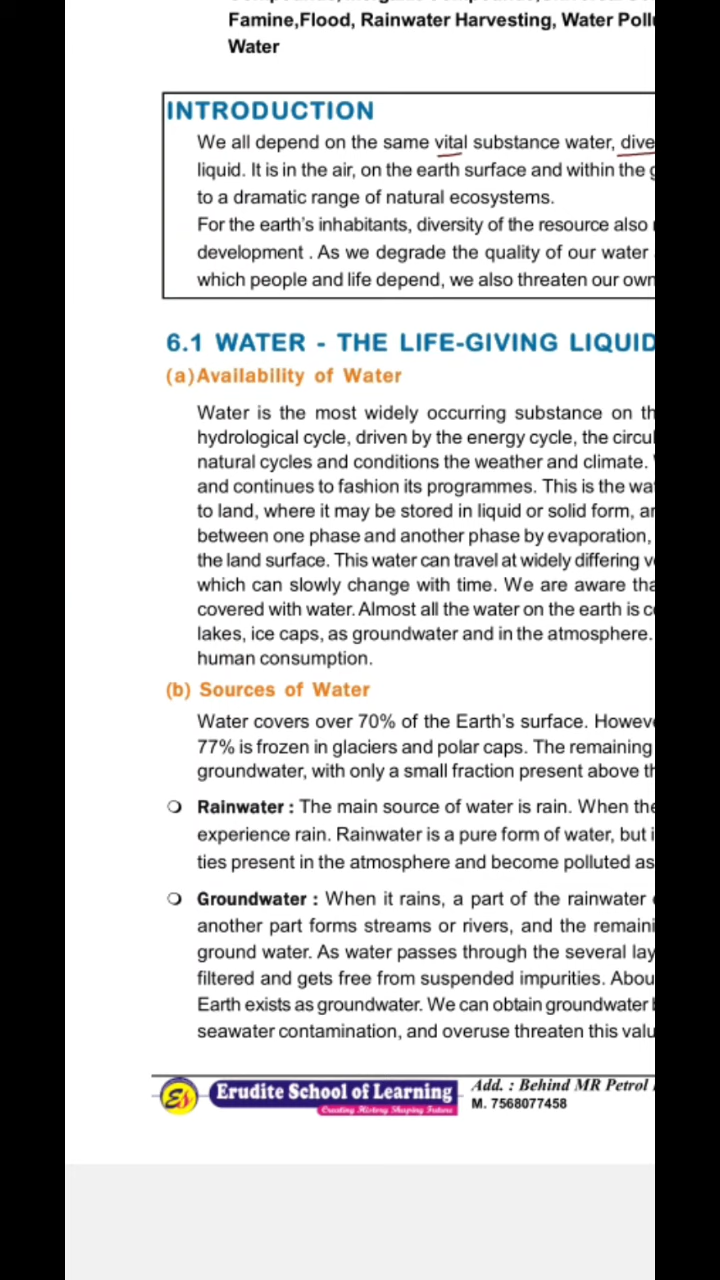 Famine,Flood, Rainwater Harvesting, Water
Water
INTRODUCTION
We all depend on the same vital substance water,
liquid. It is in the air, on the earth surface and within the
to a dramatic range of natural ecosystems.
For the earth's inhabitants, diversity of the resource also
development . As we degrade the quality of our water
which people and life depend, we also threaten our own
6.1 WATER - THE LIFE-GIVING LIQUID
(a)Availability of Water
Water is the most widely occurring substance on
hydrological cycle, driven by the energy cycle, the
natural cycles and conditions the weather and climate.
and continues to fashion its programmes. This is the
to land, where it may be stored in liquid or solid form,
between one phase and another phase by evaporation,
the land surface. This water can travel at widely differing
which can slowly change with time. We are aware
covered with water. Almost all the water on the earth is
lakes, ice caps, as groundwater and in the atmosphere.
human consumption.
(b) Sources of Water
Water covers over 70% of the Earth's surface.
77% is frozen in glaciers and polar caps. The remaining
groundwater, with only a small fraction present above
Rainwater : The main source of water is rain. When the
experience rain. Rainwater is a pure form of water, but
ties present in the atmosphere and become polluted as
Groundwater : When it rains, a part of the rainwater
another part forms streams or rivers, and the
ground water. As water passes through the several
filtered and gets free from suspended impurities.
Earth exists as groundwater. We can obtain groundwater
seawater contamination, and overuse threaten this
ES Erudite School of Learning
Creating History Shaping Future
Add. : Behind MR Petrol
M. 7568077458